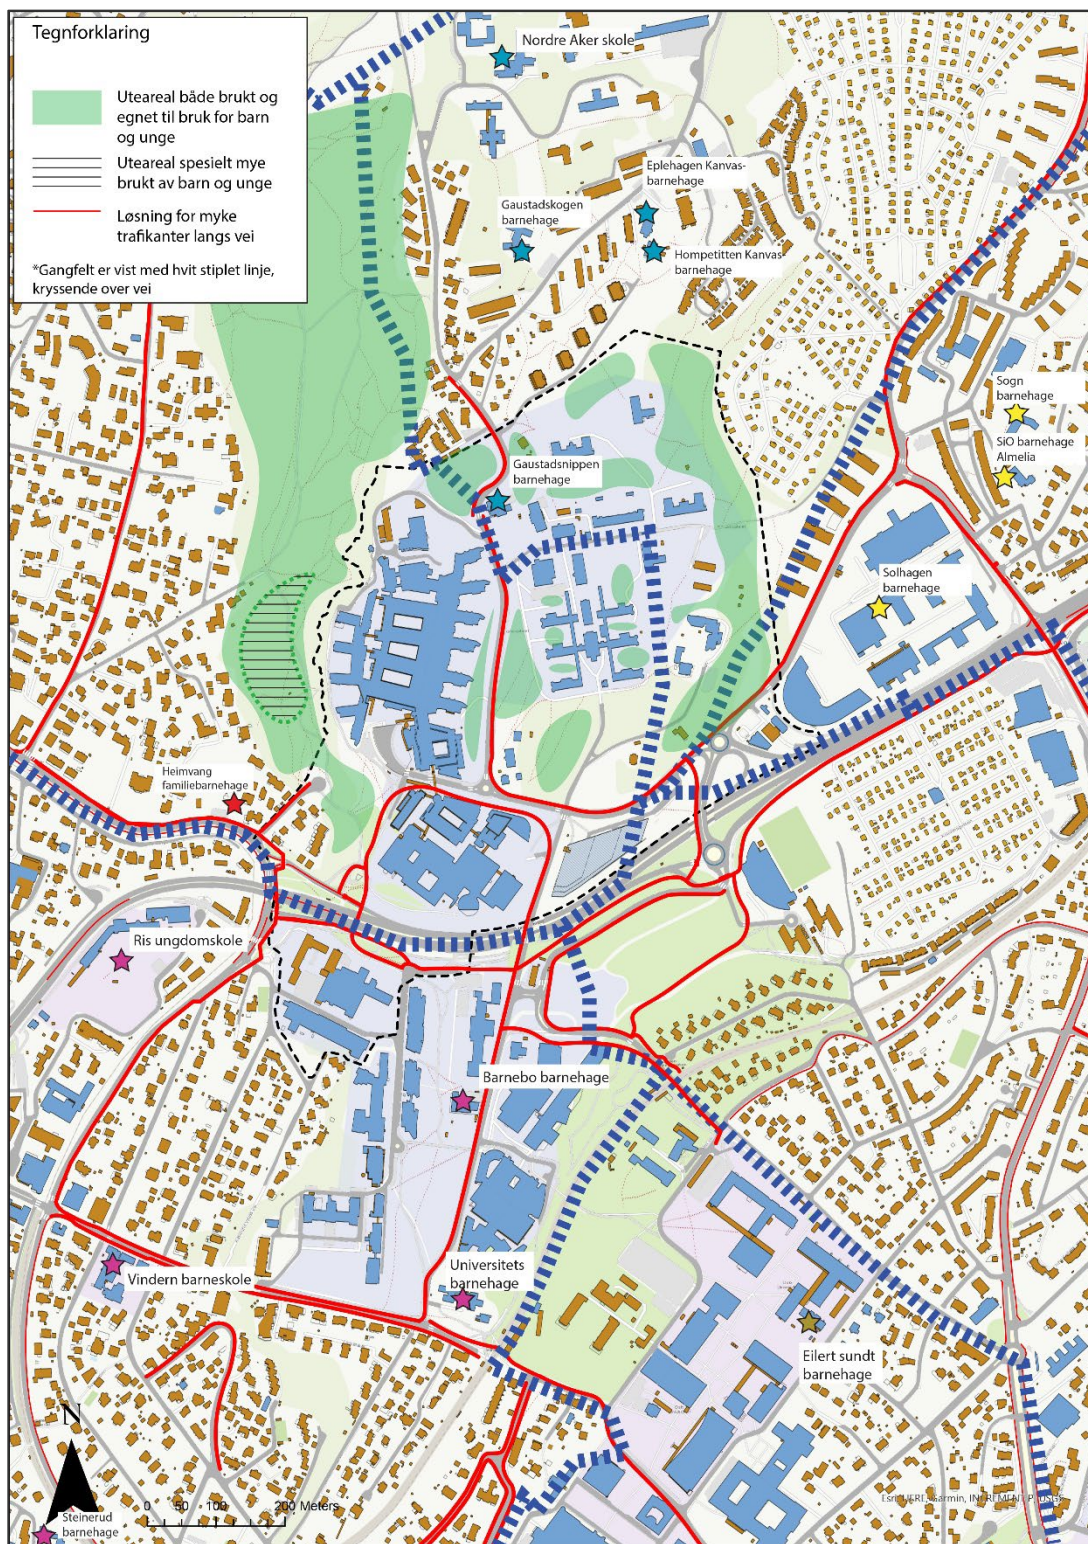 Tegnforklaring
Uteareal både brukt og
egnet til bruk for barn
og unge
Uteareal spesielt mye
brukt av barn og unge
Løsning for myke
trafikanter langs vei
*Gangfelt er vist med hvit stiplet linje,
kryssende over vei
Nordre Aker skole
Eplehagen Kanvas-
barnehage
Gaustadskogen
barnehage
Hompetitten Kanvas-
barnehage
Sogn
barnehage
SiO barnehage
Almelia
Gaustadsnippen
barnehage
Solhagen
barnehage
Heimvang
familiebarnehage
Ris ungdomskole
Barnebo barnehage
Vindern barneskole
Universitets
barnehage
Eilert sundt
barnehage
N
0 50 100 200 Meters
Steinerud
barnehage